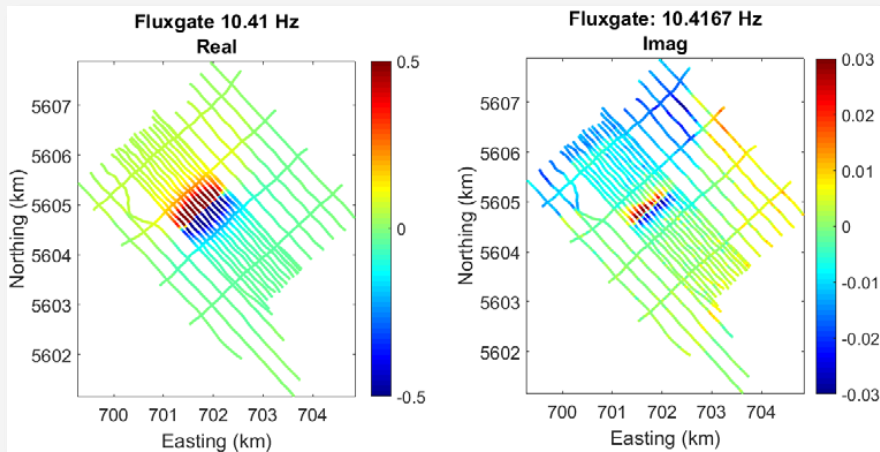 Fluxgate 10.41 Hz
Real
Northing (km)
5607
5606
5605
5604
5603
5602
700 701 702 703 704
Easting (km)
0.5
0
-0.5
Fluxgate: 10.4167 Hz
Imag
Northing (km)
5607
5606
5605
5604
5603
5602
700 701 702 703 704
Easting (km)
0.03
0.02
0.01
0
-0.01
-0.02
-0.03